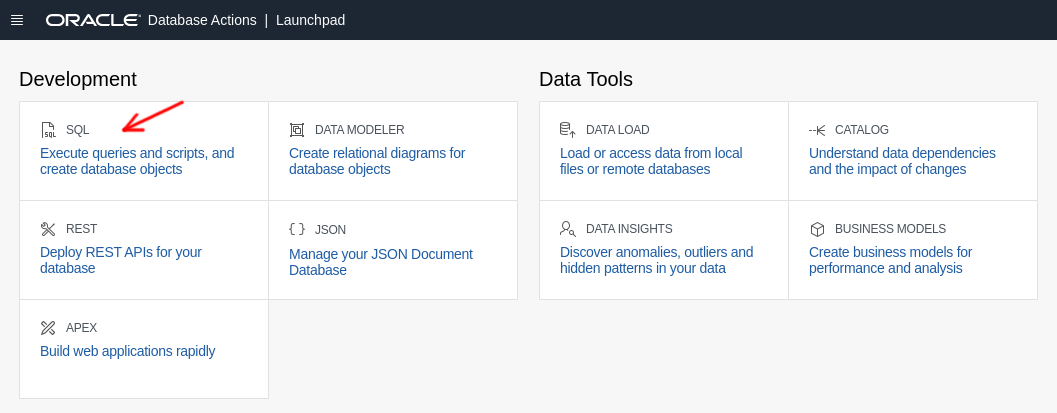 ORACLE Database Actions | Launchpad
Development
SQL
Execute queries and scripts, and
create database objects
DATA MODELER
Create relational diagrams for
database objects
REST
Deploy REST APIs for your
database
JSON
Manage your JSON Document
Database
APEX
Build web applications rapidly
Data Tools
DATA LOAD
Load or access data from local
files or remote databases
CATALOG
Understand data dependencies
and the impact of changes
DATA INSIGHTS
Discover anomalies, outliers and
hidden patterns in your data
BUSINESS MODELS
Create business models for
performance and analysis